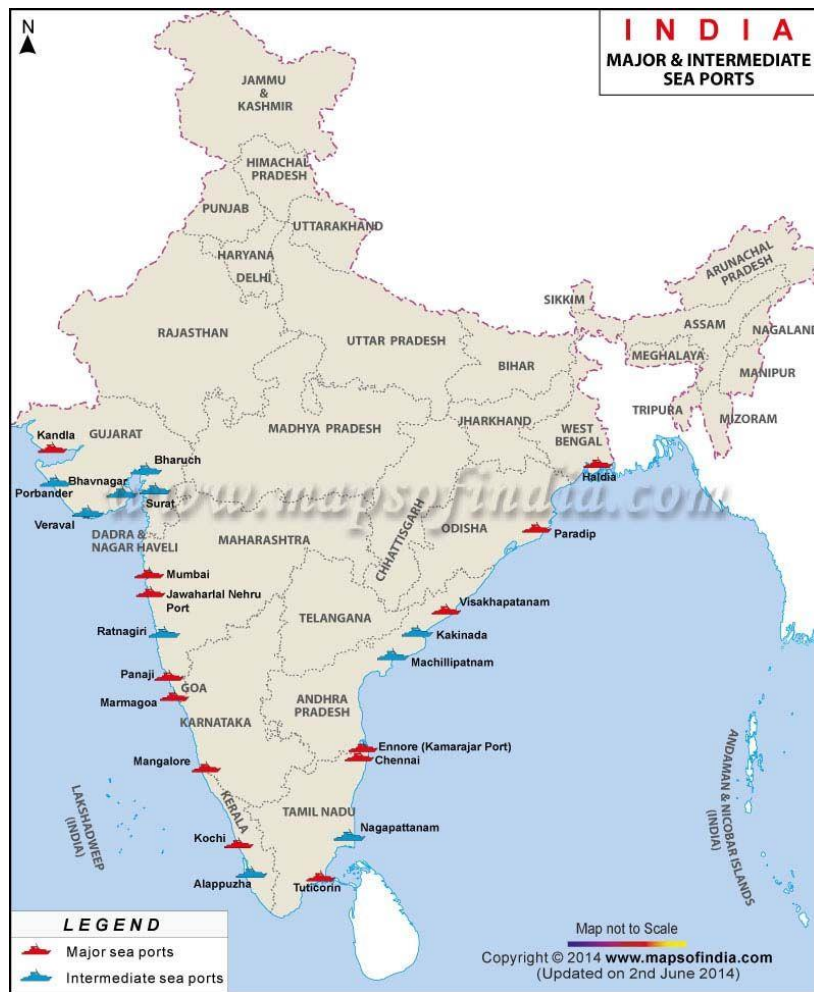 N
I N D I A
MAJOR & INTERMEDIATE
SEA PORTS
JAMMU
&
KASHMIR
HIMACHAL
PRADESH
PUNJAB
UTTARAKHAND
HARYANA
DELHI
ARUNACHAL
PRADESH
SIKKIM
RAJASTHAN
UTTAR PRADESH
ASSAM
NAGALAND
MEGHALAYA
BIHAR
MANIPUR
TRIPURA
MIZORAM
GUJARAT
MADHYA PRADESH
JHARKHAND
WEST
BENGAL
Kandla
Bharuch
Bhavnagar
Porbander
Surat
Veraval
Haldia
www.mapsofindia.com
DADRA &
NAGAR HAVELI
MAHARASHTRA
CHHATTISGARH
ODISHA
Paradip
Mumbai
Jawaharlal Nehru
Port
TELANGANA
Visakhapatanam
Ratnagiri
Kakinada
Machillipatnam
Panaji
GOA
Marmagoa
KARNATAKA
ANDHRA
PRADESH
Ennore (Kamarajar Port)
Chennai
Mangalore
LAKSHADWEEP
(INDIA)
KERALA
TAMIL NADU
Nagapattanam
Kochi
Alappuzha
Tuticorin
ANDAMAN & NICOBAR ISLANDS
(INDIA)
LEGEND
Major sea ports
Intermediate sea ports
Map not to Scale
Copyright © 2014 www.mapsofindia.com
(Updated on 2nd June 2014)